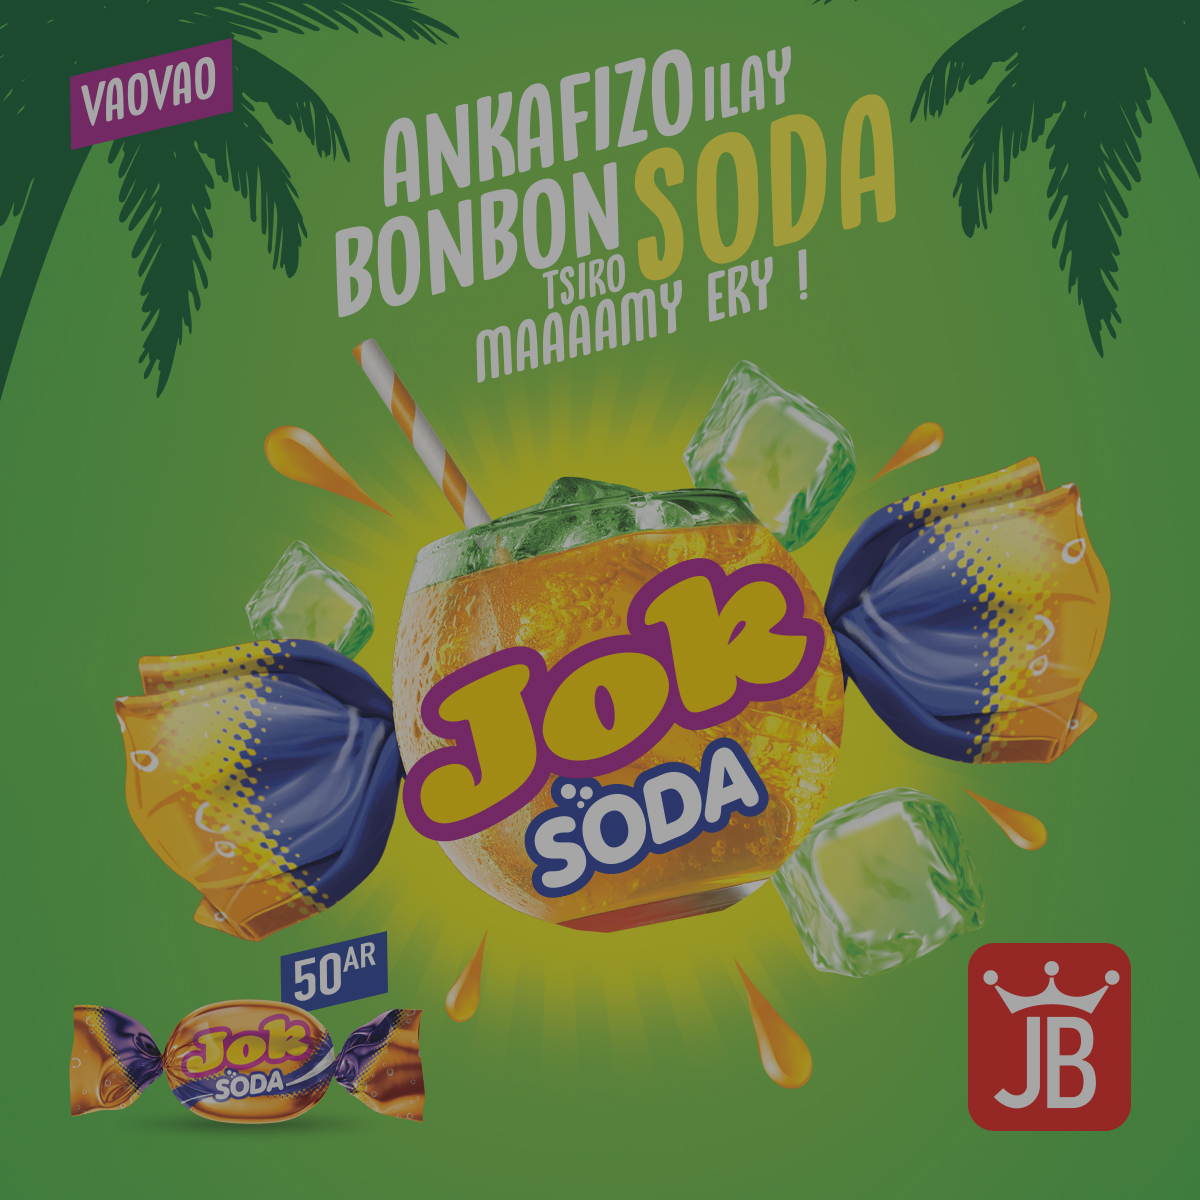 VAOVAO
ANKAFIZO ILAY
BONBON SODA
TSIRO
MAAAAMY ERY !
Jok
SODA
50AR
Jok
SODA
JB